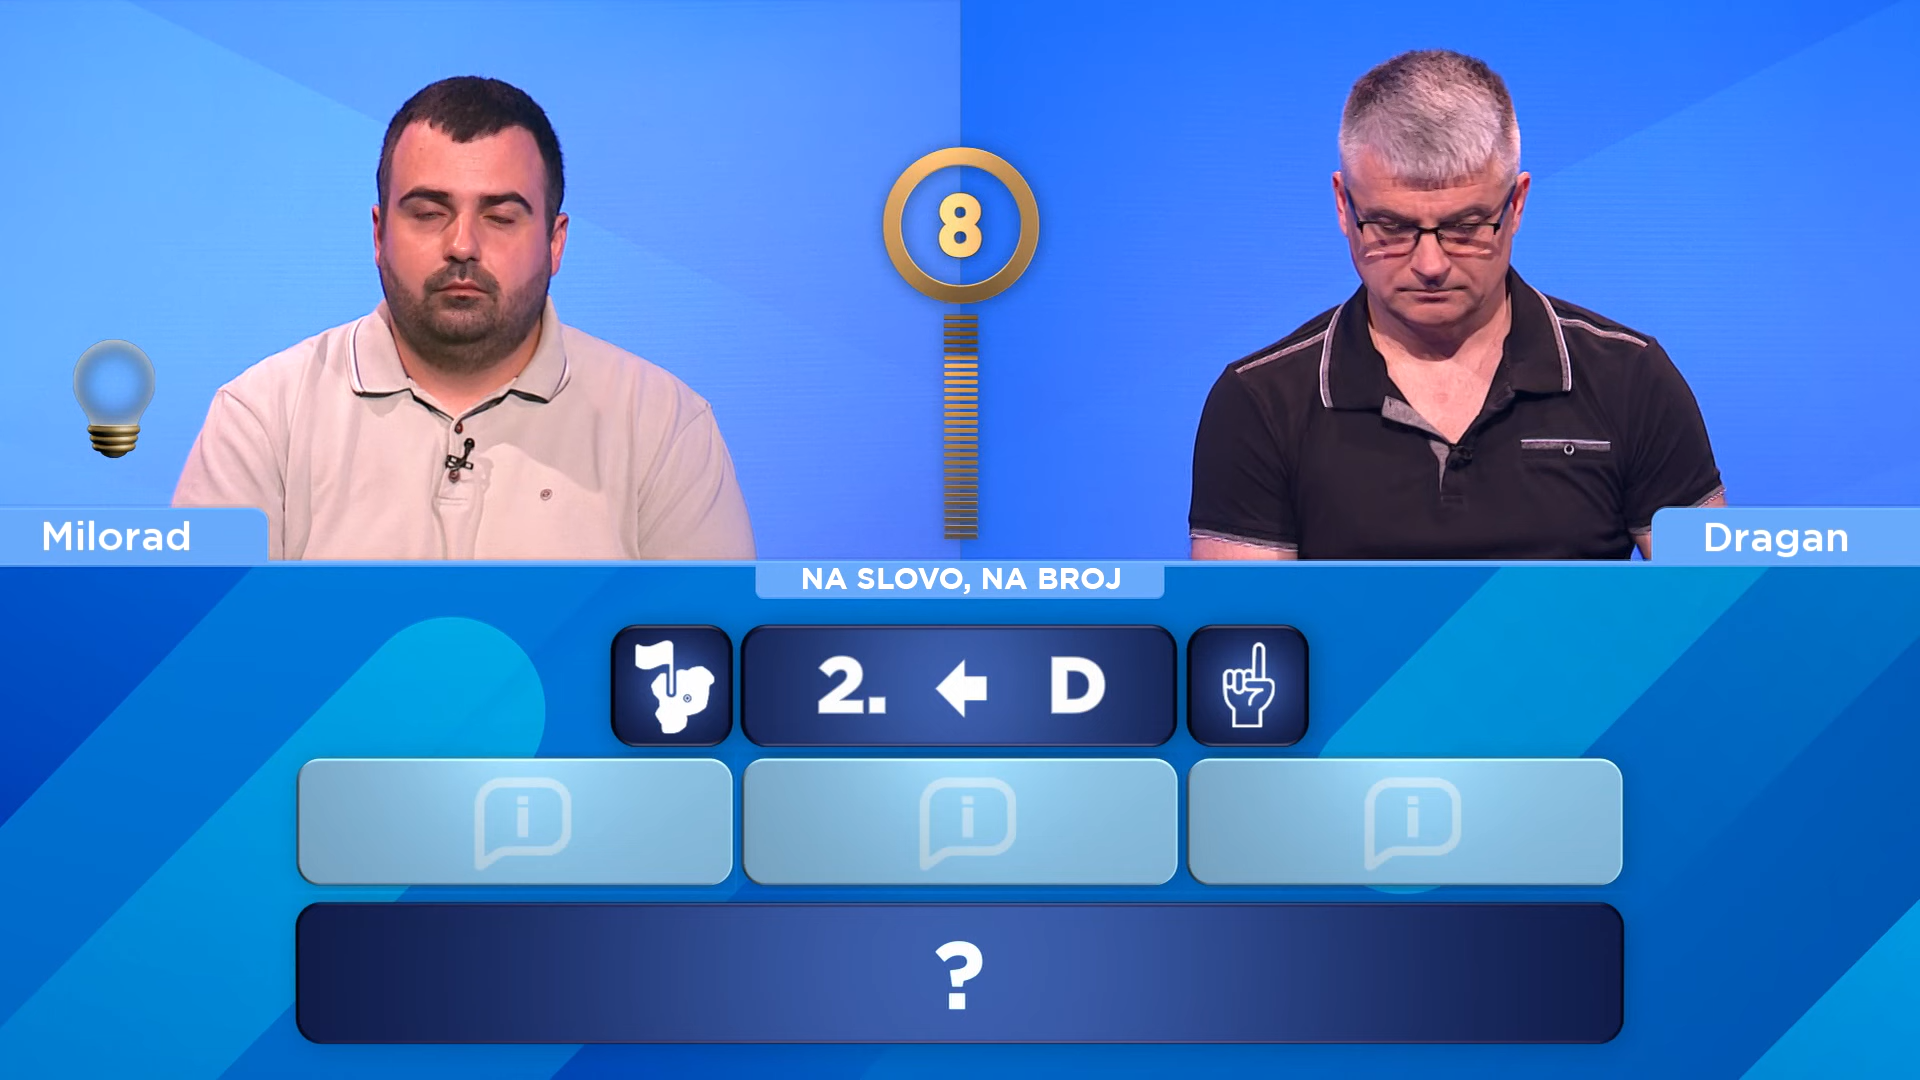 8
Milorad
Dragan
NA SLOVO, NA BROJ
2. ← D
i i i
?